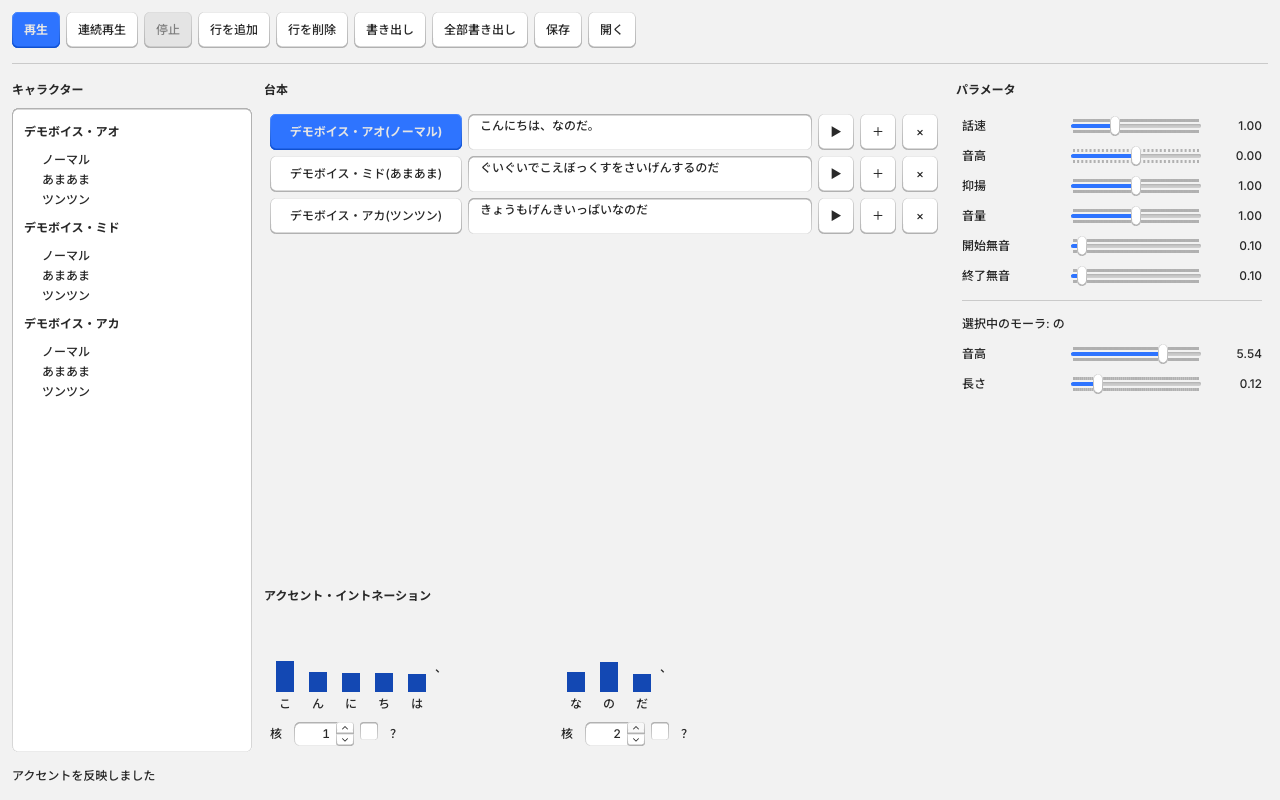 再生 連続再生 停止 行を追加 行を削除 書き出し 全部書き出し 保存 開く
キャラクター
デモボイス・アオ
ノーマル
あまあま
ツンツン
デモボイス・ミド
ノーマル
あまあま
ツンツン
デモボイス・アカ
ノーマル
あまあま
ツンツン
台本
デモボイス・アオ(ノーマル) こんにちは、なのだ。 ▶ + ×
デモボイス・ミド(あまあま) ぐいぐいでこえぼっくすをさいげんするのだ ▶ + ×
デモボイス・アカ(ツンツン) きょうもげんきいっぱいなのだ ▶ + ×
アクセント・イントネーション
こ ん に ち は 、 な の だ 、
核 1 ? 核 2 ?
パラメータ
話速 1.00
音高 0.00
抑揚 1.00
音量 1.00
開始無音 0.10
終了無音 0.10
選択中のモーラ: の
音高 5.54
長さ 0.12
アクセントを反映しました